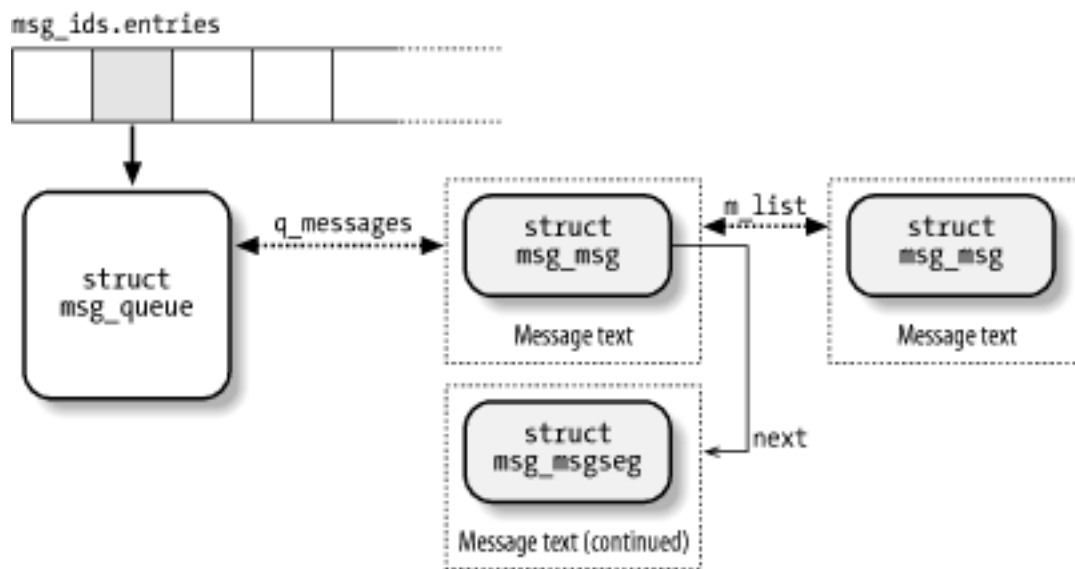 msg_ids.entries
struct
msg_queue
q_messages
struct
msg_msg
Message text
m_list
struct
msg_msg
Message text
next
struct
msg_msgseg
Message text (continued)